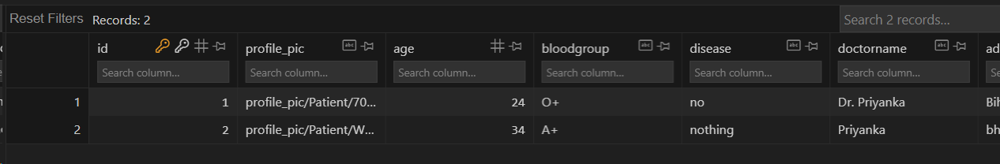 Reset Filters Records: 2 Search 2 records...
id profile_pic age bloodgroup disease doctorname ad
Search column... Search column... Search column... Search column... Search column... Search column... Se
1 1 profile_pic/Patient/70... 24 O+ no Dr. Priyanka Bih
2 2 profile_pic/Patient/W... 34 A+ nothing Priyanka bh